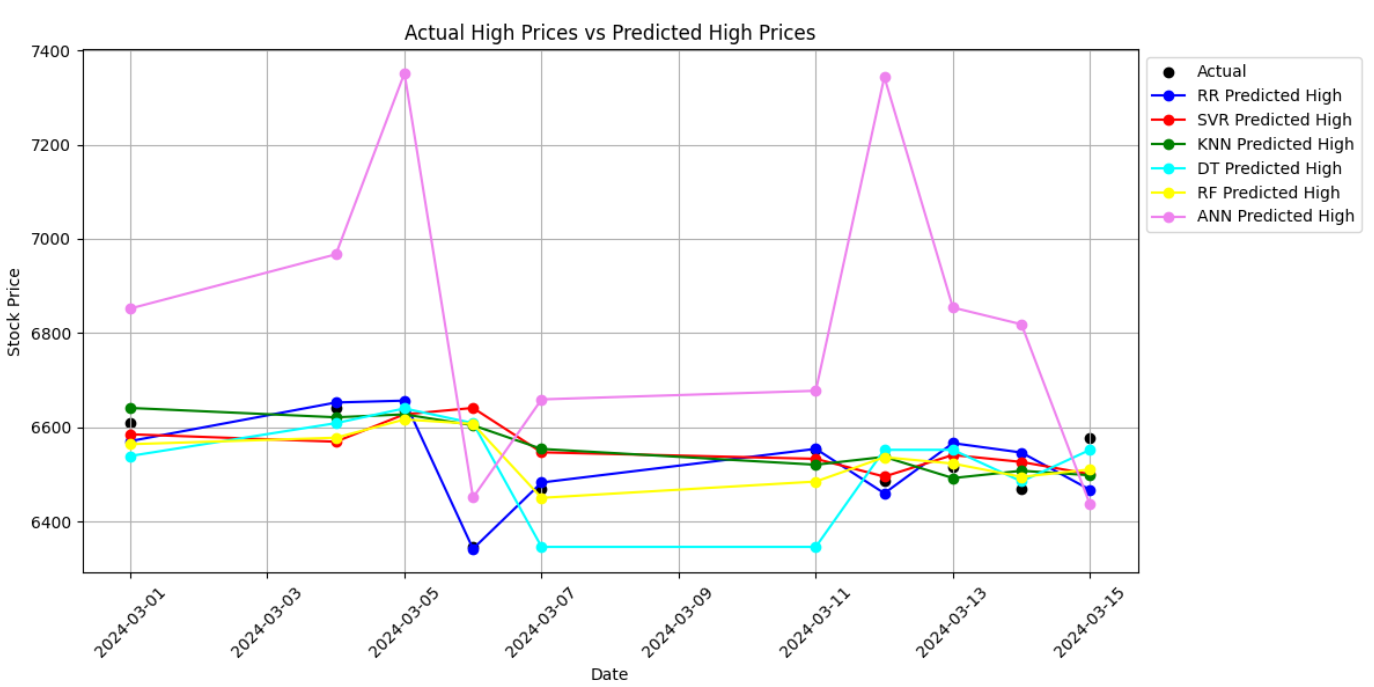 Actual High Prices vs Predicted High Prices
7400
7200
7000
6800
6600
6400
Stock Price
2024-03-01
2024-03-03
2024-03-05
2024-03-07
2024-03-09
2024-03-11
2024-03-13
2024-03-15
Date
Actual
RR Predicted High
SVR Predicted High
KNN Predicted High
DT Predicted High
RF Predicted High
ANN Predicted High